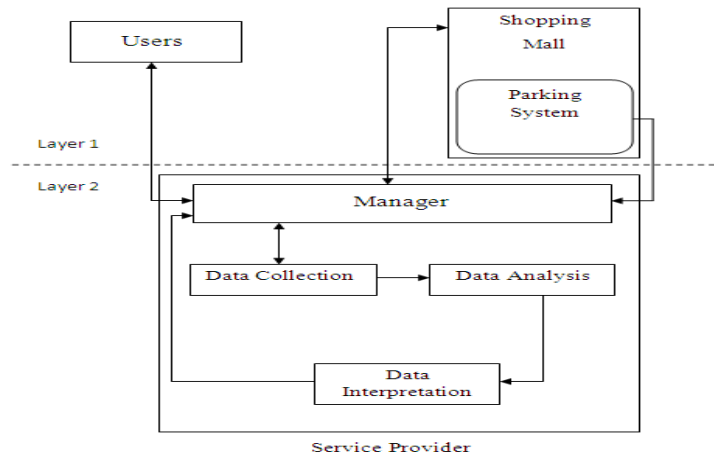 Users
Shopping
Mall
Parking
System
Layer 1
Layer 2
Manager
Data Collection
Data Analysis
Data
Interpretation
Service Provider